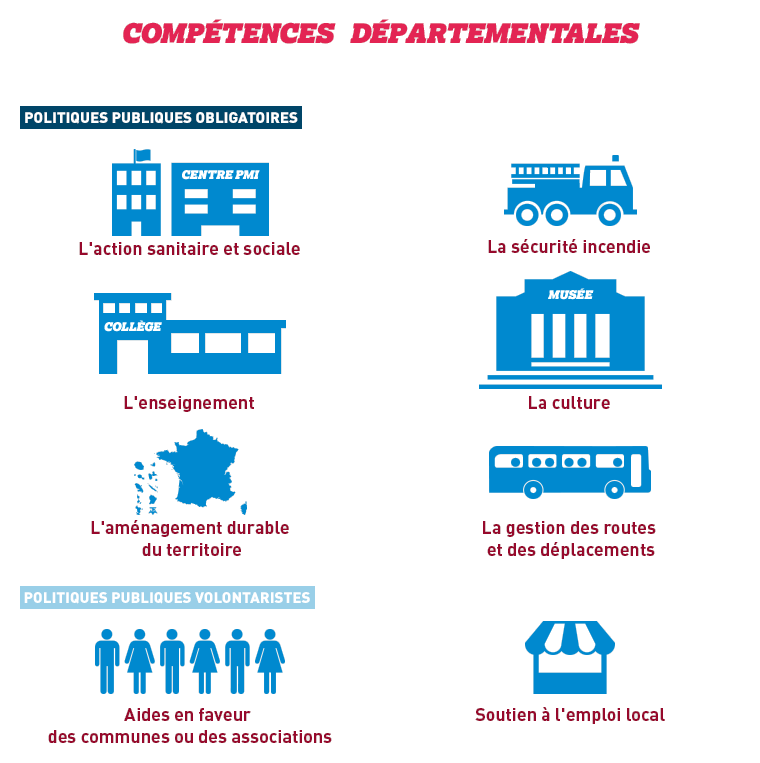 COMPÉTENCES DÉPARTEMENTALES
POLITIQUES PUBLIQUES OBLIGATOIRES
CENTRE PMI
L'action sanitaire et sociale
La sécurité incendie
COLLÈGE
L'enseignement
MUSÉE
La culture
L'aménagement durable
du territoire
La gestion des routes
et des déplacements
POLITIQUES PUBLIQUES VOLONTARISTES
Aides en faveur
des communes ou des associations
Soutien à l'emploi local